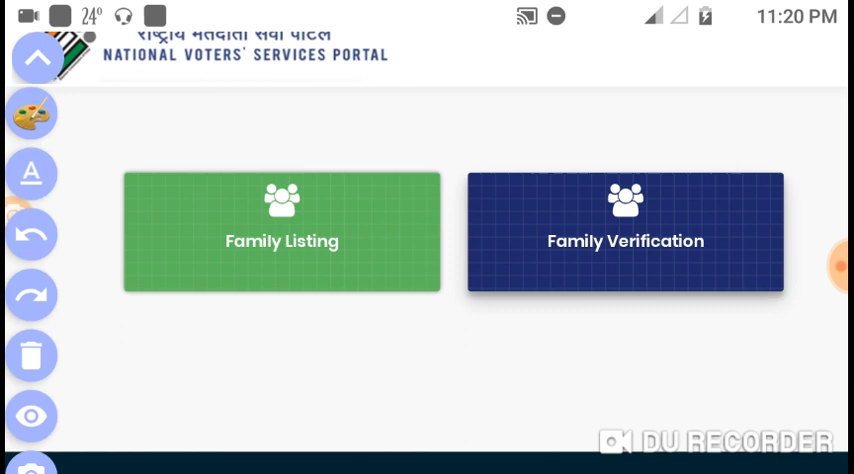 24° 11:20 PM
राष्ट्रीय मतदाता सेवा पोर्टल
NATIONAL VOTERS' SERVICES PORTAL
A
Family Listing Family Verification
DU RECORDER